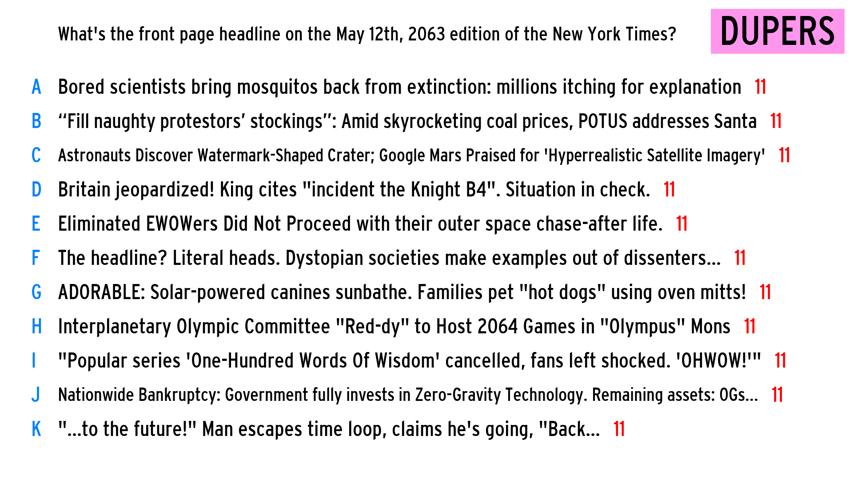 What's the front page headline on the May 12th, 2063 edition of the New York Times?
DUPERS
A Bored scientists bring mosquitos back from extinction: millions itching for explanation 11
B “Fill naughty protestors’ stockings”: Amid skyrocketing coal prices, POTUS addresses Santa 11
C Astronauts Discover Watermark-Shaped Crater; Google Mars Praised for 'Hyperrealistic Satellite Imagery' 11
D Britain jeopardized! King cites "incident the Knight B4". Situation in check. 11
E Eliminated EWOWers Did Not Proceed with their outer space chase-after life. 11
F The headline? Literal heads. Dystopian societies make examples out of dissenters... 11
G ADORABLE: Solar-powered canines sunbathe. Families pet "hot dogs" using oven mitts! 11
H Interplanetary Olympic Committee "Red-dy" to Host 2064 Games in "Olympus" Mons 11
I "Popular series 'One-Hundred Words Of Wisdom' cancelled, fans left shocked. 'OHWOW!'" 11
J Nationwide Bankruptcy: Government fully invests in Zero-Gravity Technology. Remaining assets: OGs... 11
K "...to the future!" Man escapes time loop, claims he's going, "Back... 11